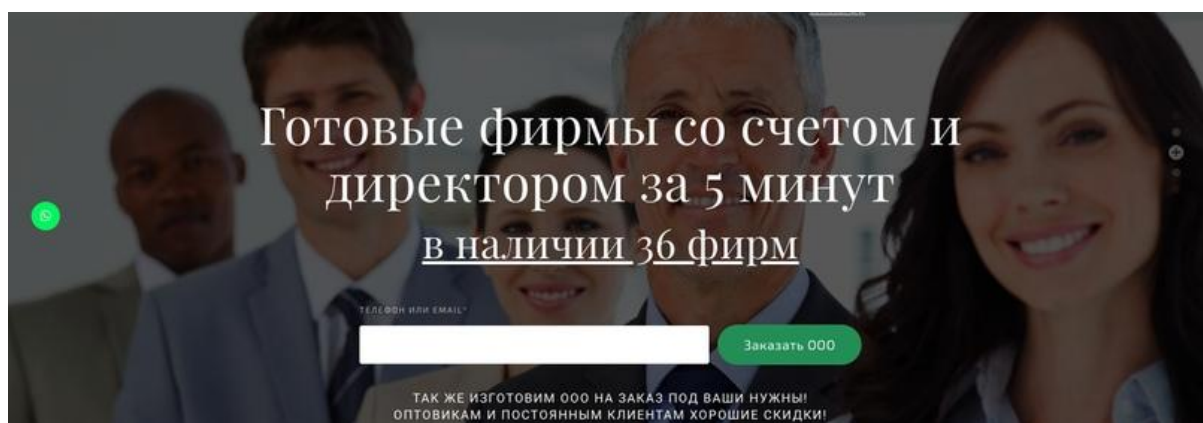 Готовые фирмы со счетом и
директором за 5 минут
в наличии 36 фирм
ТЕЛЕФОН ИЛИ EMAIL*
Заказать ООО
ТАК ЖЕ ИЗГОТОВИМ ООО НА ЗАКАЗ ПОД ВАШИ НУЖНЫ!
ОПТОВИКАМ И ПОСТОЯННЫМ КЛИЕНТАМ ХОРОШИЕ СКИДКИ!